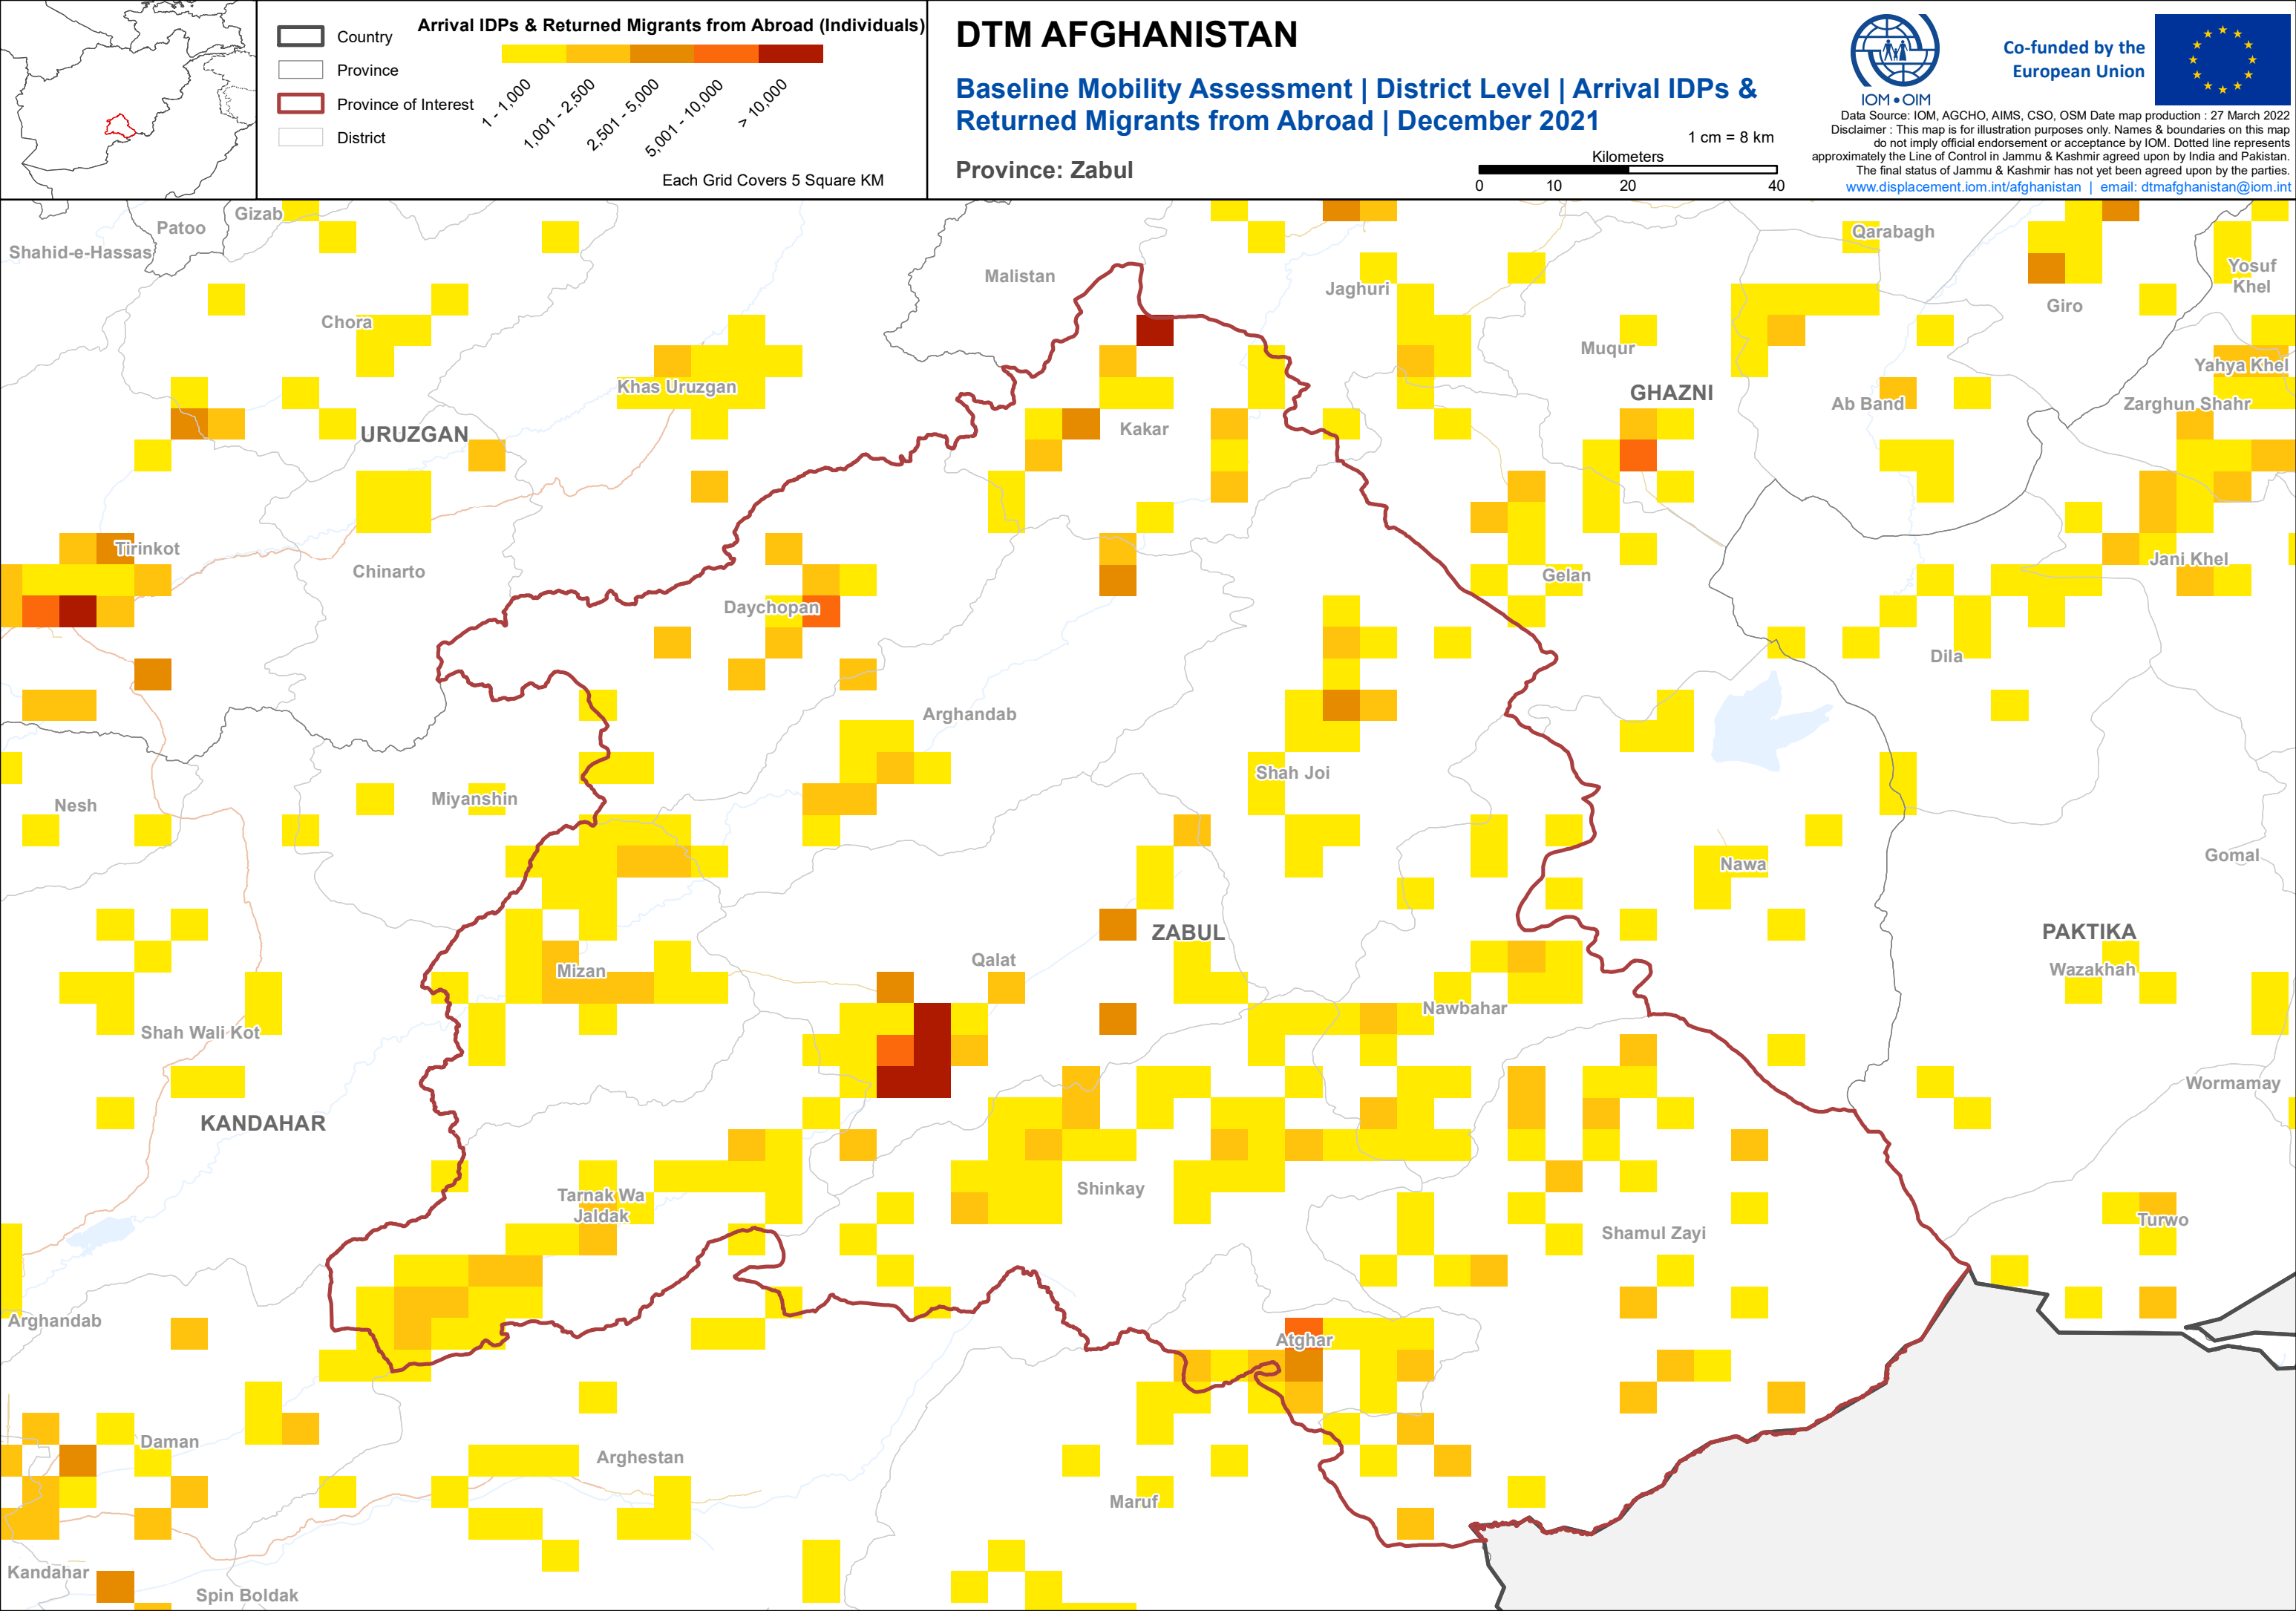 Country
Province
Province of Interest
District
Arrival IDPs & Returned Migrants from Abroad (Individuals)
1 - 1,000
1,001 - 2,500
2,501 - 5,000
5,001 - 10,000
> 10,000
Each Grid Covers 5 Square KM
DTM AFGHANISTAN
Baseline Mobility Assessment | District Level | Arrival IDPs &
Returned Migrants from Abroad | December 2021
Province: Zabul
1 cm = 8 km
Kilometers
0 10 20 40
IOM • OIM
Co-funded by the
European Union
Data Source: IOM, AGCHO, AIMS, CSO, OSM Date map production : 27 March 2022
Disclaimer : This map is for illustration purposes only. Names & boundaries on this map
do not imply official endorsement or acceptance by IOM. Dotted line represents
approximately the Line of Control in Jammu & Kashmir agreed upon by India and Pakistan.
The final status of Jammu & Kashmir has not yet been agreed upon by the parties.
www.displacement.iom.int/afghanistan | email: dtmafghanistan@iom.int
Gizab
Patoo
Shahid-e-Hassas
Qarabagh
Malistan
Jaghuri
Yosuf
Khel
Giro
Chora
Muqur
Yahya Khel
Khas Uruzgan
GHAZNI
Ab Band
Zarghun Shahr
URUZGAN
Kakar
Tirinkot
Jani Khel
Chinarto
Gelan
Daychopan
Dila
Arghandab
Shah Joi
Miyanshin
Nesh
Nawa
Gomal
ZABUL
PAKTIKA
Qalat
Mizan
Wazakhah
Nawbahar
Shah Wali Kot
Wormamay
KANDAHAR
Shinkay
Tarnak Wa
Jaldak
Turwo
Shamul Zayi
Arghandab
Atghar
Daman
Arghestan
Maruf
Kandahar
Spin Boldak